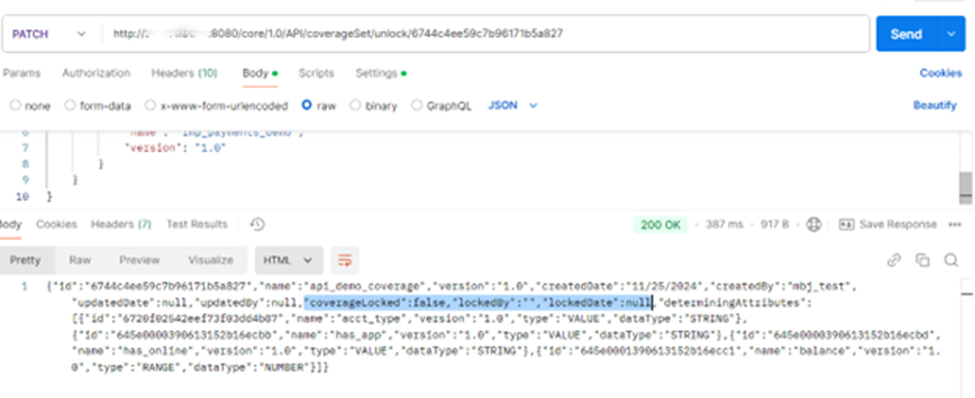 PATCH http:// :8080/core/1.0/API/coverageSet/unlock/6744c4ee59c7b96171b5a827 Send
Params Authorization Headers (10) Body Scripts Settings Cookies
none form-data x-www-form-urlencoded raw binary GraphQL JSON Beautify
6 "name": "imp_payments_demo",
7 "version": "1.0"
8 }
9 }
10 }
Body Cookies Headers (7) Test Results 200 OK 387 ms 917 B Save Response
Pretty Raw Preview Visualize HTML
1 {"id":"6744c4ee59c7b96171b5a827","name":"api_demo_coverage","version":"1.0","createdDate":"11/25/2024","createdBy":"mbj_test",
"updatedDate":null,"updatedBy":null,"coverageLocked":false,"lockedBy":"","lockedDate":null,"determiningAttributes":
[{"id":"6720f02542eef73f03dd4b07","name":"acct_type","version":"1.0","type":"VALUE","dataType":"STRING"},
{"id":"645e0000390613152b16ecbb","name":"has_app","version":"1.0","type":"VALUE","dataType":"STRING"},{"id":"645e0000390613152b16ecbd",
"name":"has_online","version":"1.0","type":"VALUE","dataType":"STRING"},{"id":"645e0001390613152b16ecc1","name":"balance","version":"1.
0","type":"RANGE","dataType":"NUMBER"}]}